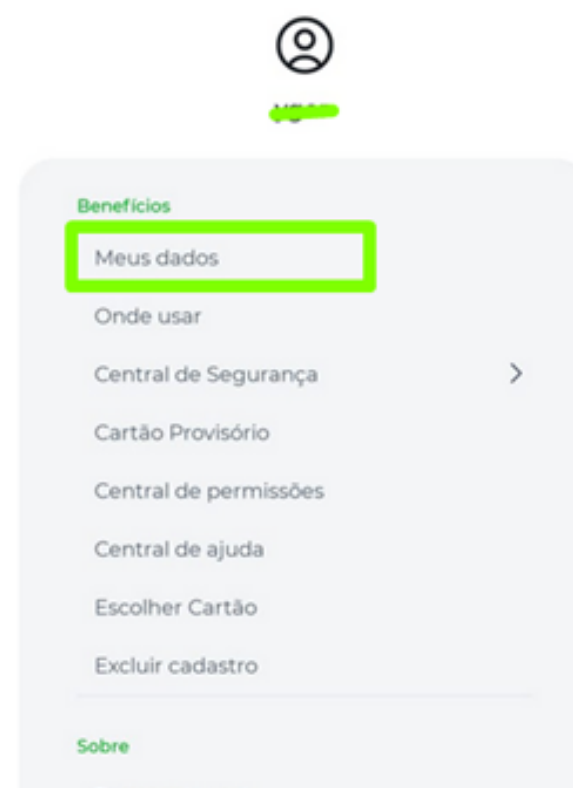 Benefícios
Meus dados
Onde usar
Central de Segurança
Cartão Provisório
Central de permissões
Central de ajuda
Escolher Cartão
Excluir cadastro
Sobre